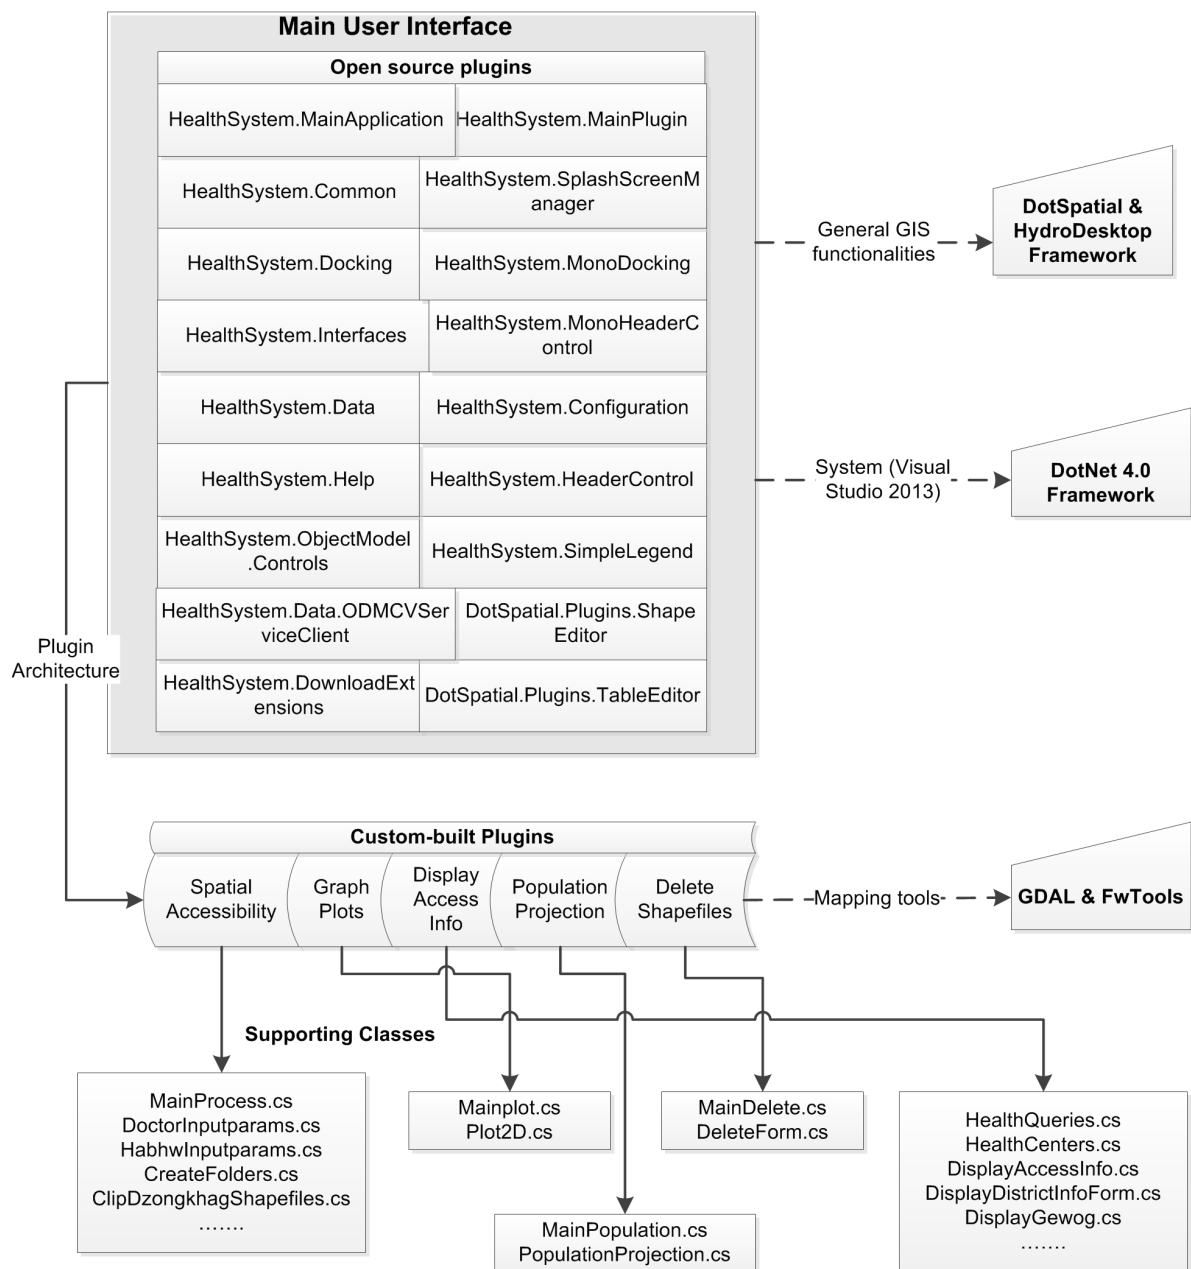 Main User Interface
Open source plugins
HealthSystem.MainApplication
HealthSystem.MainPlugin
HealthSystem.Common
HealthSystem.SplashScreenM
anager
HealthSystem.Docking
HealthSystem.MonoDocking
HealthSystem.Interfaces
HealthSystem.MonoHeaderC
ontrol
HealthSystem.Data
HealthSystem.Configuration
HealthSystem.Help
HealthSystem.HeaderControl
HealthSystem.ObjectModel
.Controls
HealthSystem.SimpleLegend
HealthSystem.Data.ODMCVSer
viceClient
DotSpatial.Plugins.Shape
Editor
HealthSystem.DownloadExt
ensions
DotSpatial.Plugins.TableEditor
General GIS
functionalities
DotSpatial &
HydroDesktop
Framework
System (Visual
Studio 2013)
DotNet 4.0
Framework
Plugin
Architecture
Custom-built Plugins
Spatial
Accessibility
Graph
Plots
Display
Access
Info
Population
Projection
Delete
Shapefiles
Mapping tools
GDAL & FwTools
Supporting Classes
MainProcess.cs
DoctorInputparams.cs
HabhwInputparams.cs
CreateFolders.cs
ClipDzongkhagShapefiles.cs
.......
Mainplot.cs
Plot2D.cs
MainDelete.cs
DeleteForm.cs
HealthQueries.cs
HealthCenters.cs
DisplayAccessInfo.cs
DisplayDistrictInfoForm.cs
DisplayGewog.cs
.......
MainPopulation.cs
PopulationProjection.cs